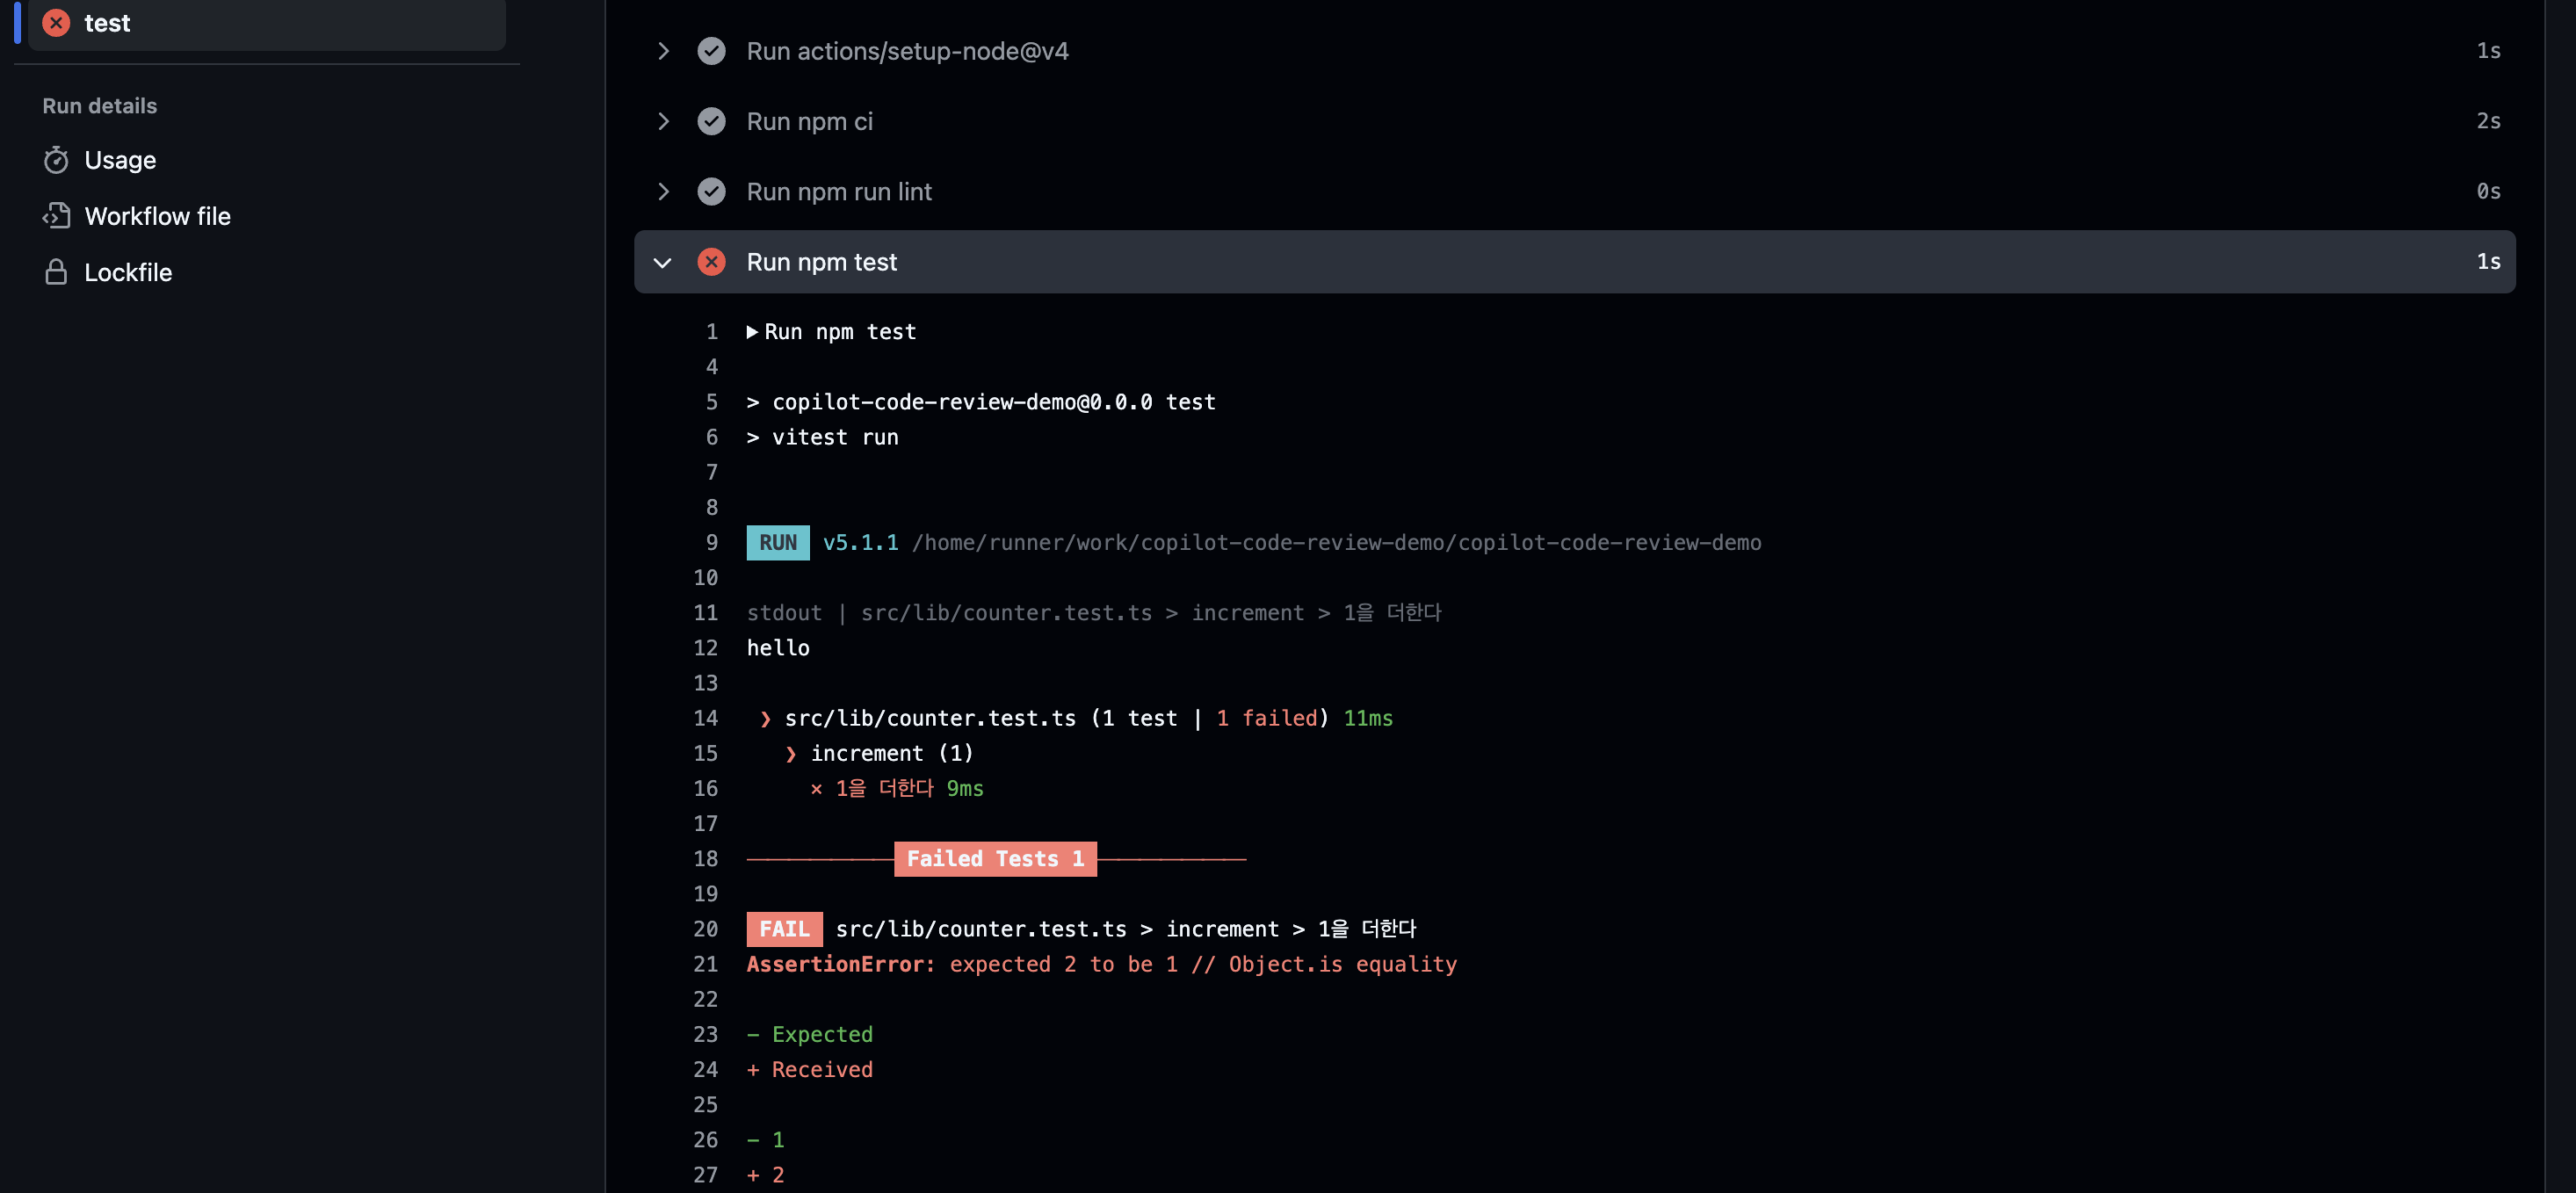 test
Run details
Usage
Workflow file
Lockfile
Run actions/setup-node@v4 1s
Run npm ci 2s
Run npm run lint 0s
Run npm test 1s
1 Run npm test
4
5 > copilot-code-review-demo@0.0.0 test
6 > vitest run
7
8
9 RUN v5.1.1 /home/runner/work/copilot-code-review-demo/copilot-code-review-demo
10
11 stdout | src/lib/counter.test.ts > increment > 1을 더한다
12 hello
13
14 ❯ src/lib/counter.test.ts (1 test | 1 failed) 11ms
15 ❯ increment (1)
16 × 1을 더한다 9ms
17
18 Failed Tests 1
19
20 FAIL src/lib/counter.test.ts > increment > 1을 더한다
21 AssertionError: expected 2 to be 1 // Object.is equality
22
23 - Expected
24 + Received
25
26 - 1
27 + 2